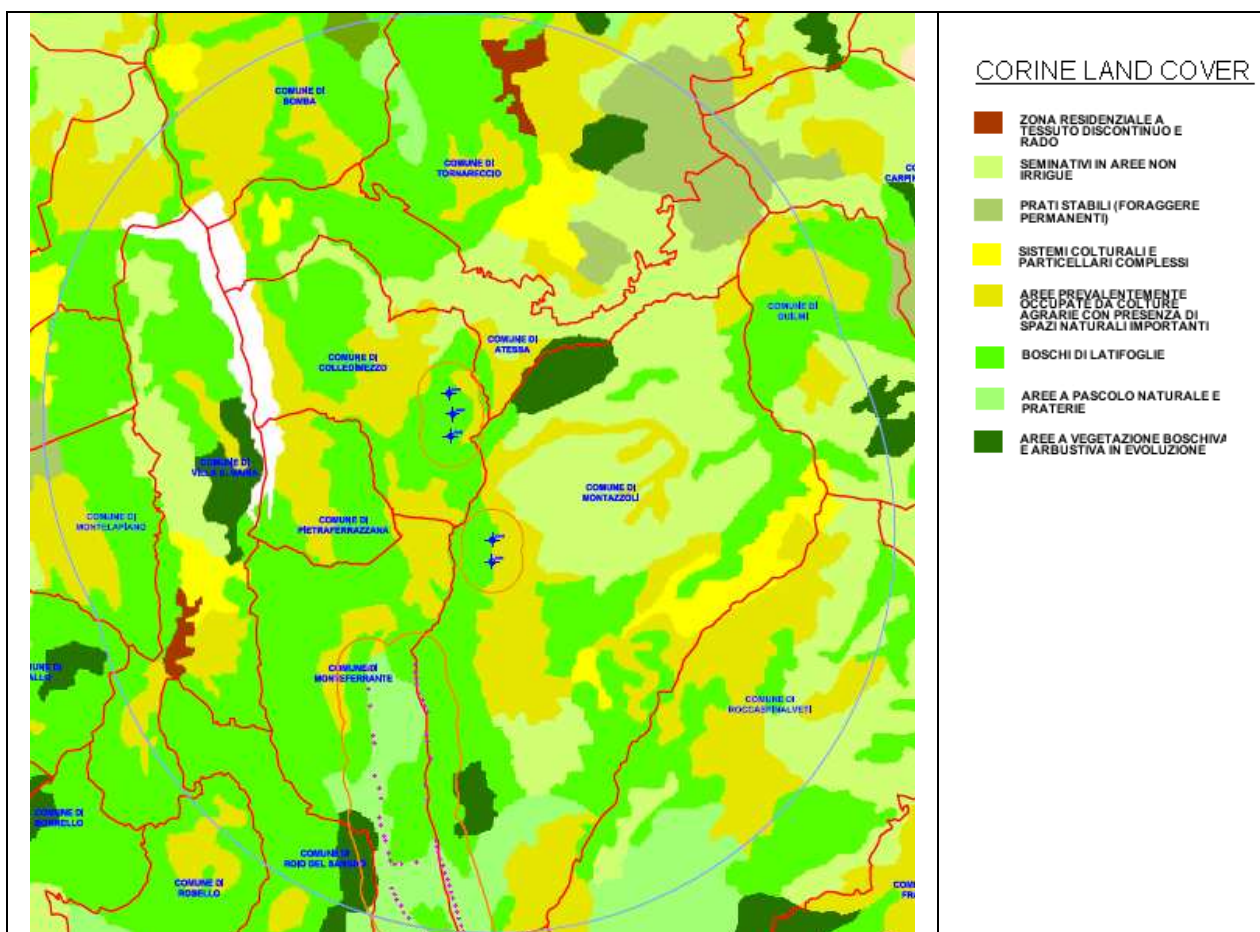 COMUNE DI
BOMBA
COMUNE DI
TORNARECCIO
COMUNE DI
GUILMI
COMUNE DI
ATESSA
COMUNE DI
COLLEDIMEZZO
COMUNE DI
VILLA S. MARIA
COMUNE DI
MONTAZZOLI
COMUNE DI
MONTELAPIANO
COMUNE DI
PIETRAFERRAZZANA
COMUNE DI
MONTEFERRANTE
COMUNE DI
ROCCASPINALVETI
COMUNE DI
BORRELLO
COMUNE DI
ROIO DEL SANGRO
COMUNE DI
ROSELLO
CORINE LAND COVER
ZONA RESIDENZIALE A
TESSUTO DISCONTINUO E
RADO
SEMINATIVI IN AREE NON
IRRIGUE
PRATI STABILI (FORAGGERE
PERMANENTI)
SISTEMI COLTURALI E
PARTICELLARI COMPLESSI
AREE PREVALENTEMENTE
OCCUPATE DA COLTURE
AGRARIE CON PRESENZA DI
SPAZI NATURALI IMPORTANTI
BOSCHI DI LATIFOGLIE
AREE A PASCOLO NATURALE E
PRATERIE
AREE A VEGETAZIONE BOSCHIVA
E ARBUSTIVA IN EVOLUZIONE